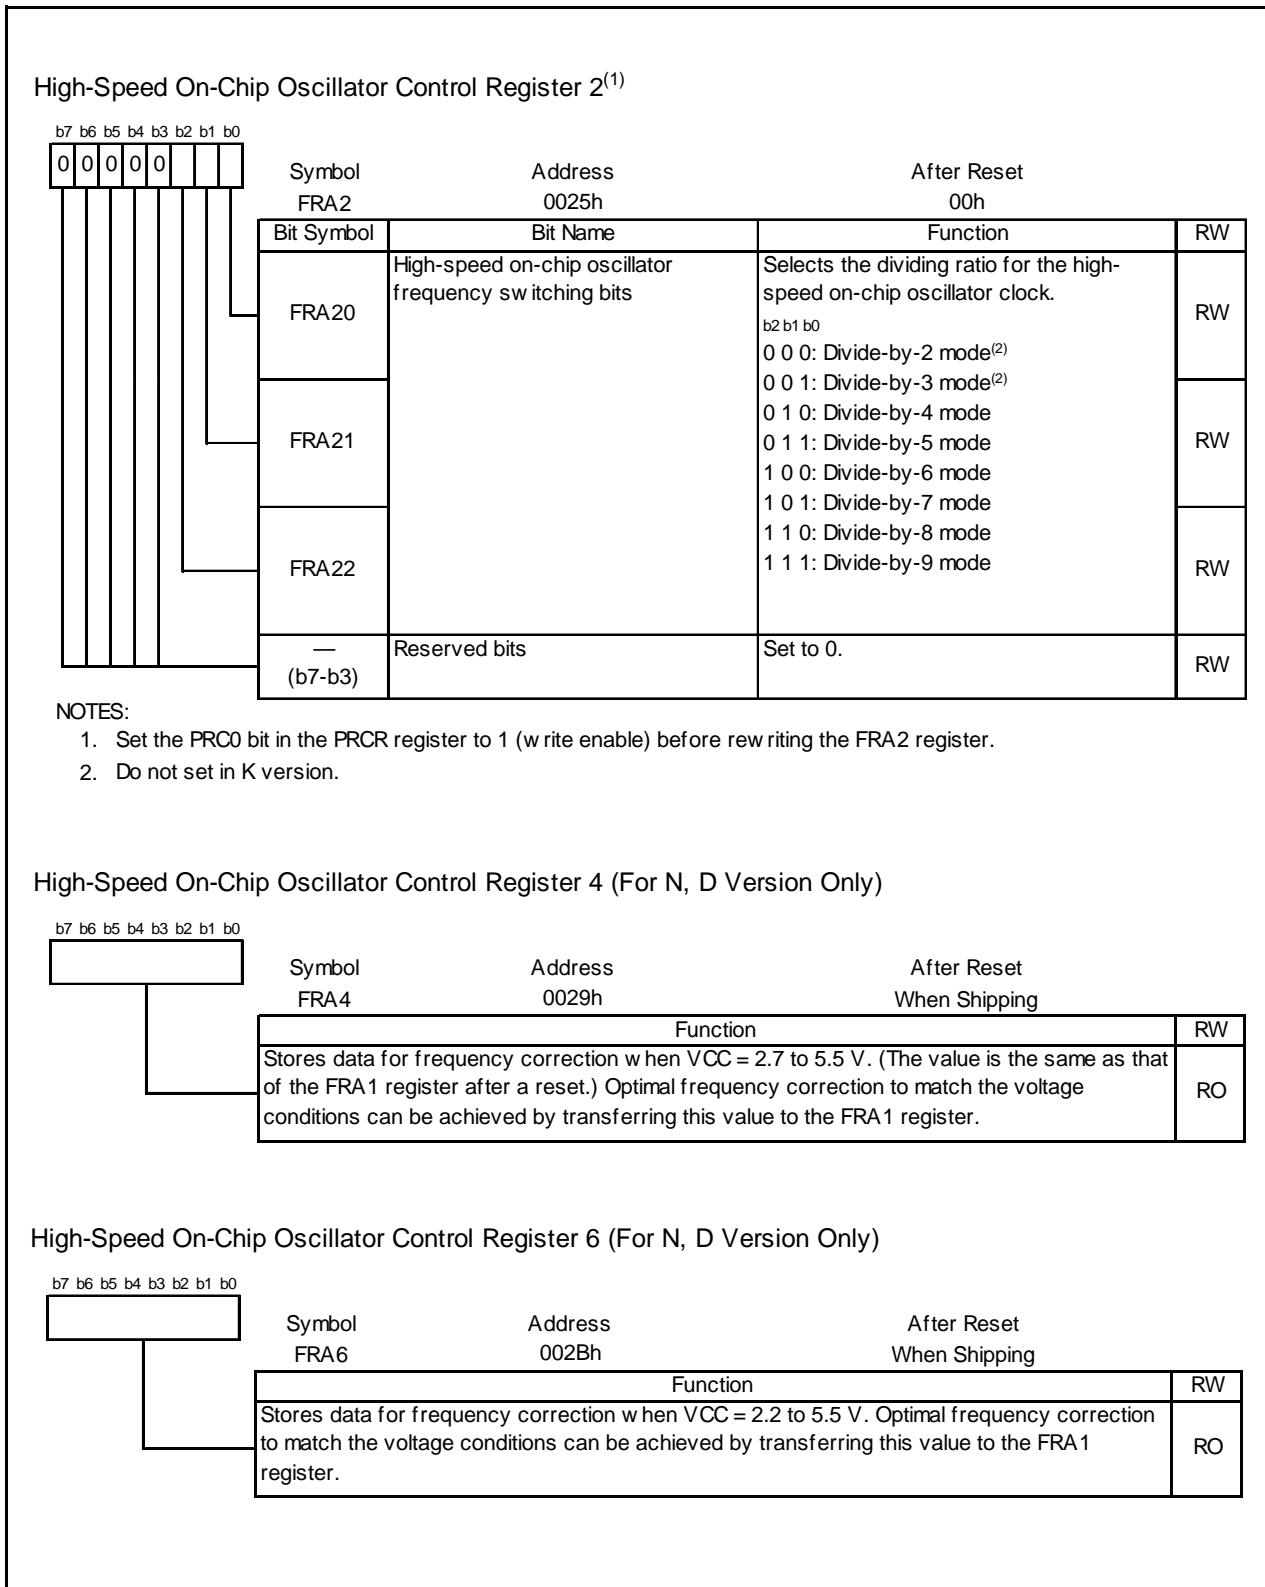 High-Speed On-Chip Oscillator Control Register 2(1)
b7 b6 b5 b4 b3 b2 b1 b0
0 0 0 0 0
Symbol Address After Reset
FRA2 0025h 00h
Bit Symbol Bit Name Function RW
FRA20 High-speed on-chip oscillator frequency switching bits Selects the dividing ratio for the high-
speed on-chip oscillator clock. RW
b2 b1 b0
0 0 0: Divide-by-2 mode(2)
0 0 1: Divide-by-3 mode(2)
0 1 0: Divide-by-4 mode
FRA21 0 1 1: Divide-by-5 mode RW
1 0 0: Divide-by-6 mode
1 0 1: Divide-by-7 mode
1 1 0: Divide-by-8 mode
FRA22 1 1 1: Divide-by-9 mode RW
— Reserved bits Set to 0. RW
(b7-b3)
NOTES:
1. Set the PRC0 bit in the PRCR register to 1 (write enable) before rewriting the FRA2 register.
2. Do not set in K version.
High-Speed On-Chip Oscillator Control Register 4 (For N, D Version Only)
b7 b6 b5 b4 b3 b2 b1 b0
Symbol Address After Reset
FRA4 0029h When Shipping
Function RW
Stores data for frequency correction when VCC = 2.7 to 5.5 V. (The value is the same as that
of the FRA1 register after a reset.) Optimal frequency correction to match the voltage RO
conditions can be achieved by transferring this value to the FRA1 register.
High-Speed On-Chip Oscillator Control Register 6 (For N, D Version Only)
b7 b6 b5 b4 b3 b2 b1 b0
Symbol Address After Reset
FRA6 002Bh When Shipping
Function RW
Stores data for frequency correction when VCC = 2.2 to 5.5 V. Optimal frequency correction
to match the voltage conditions can be achieved by transferring this value to the FRA1 RO
register.